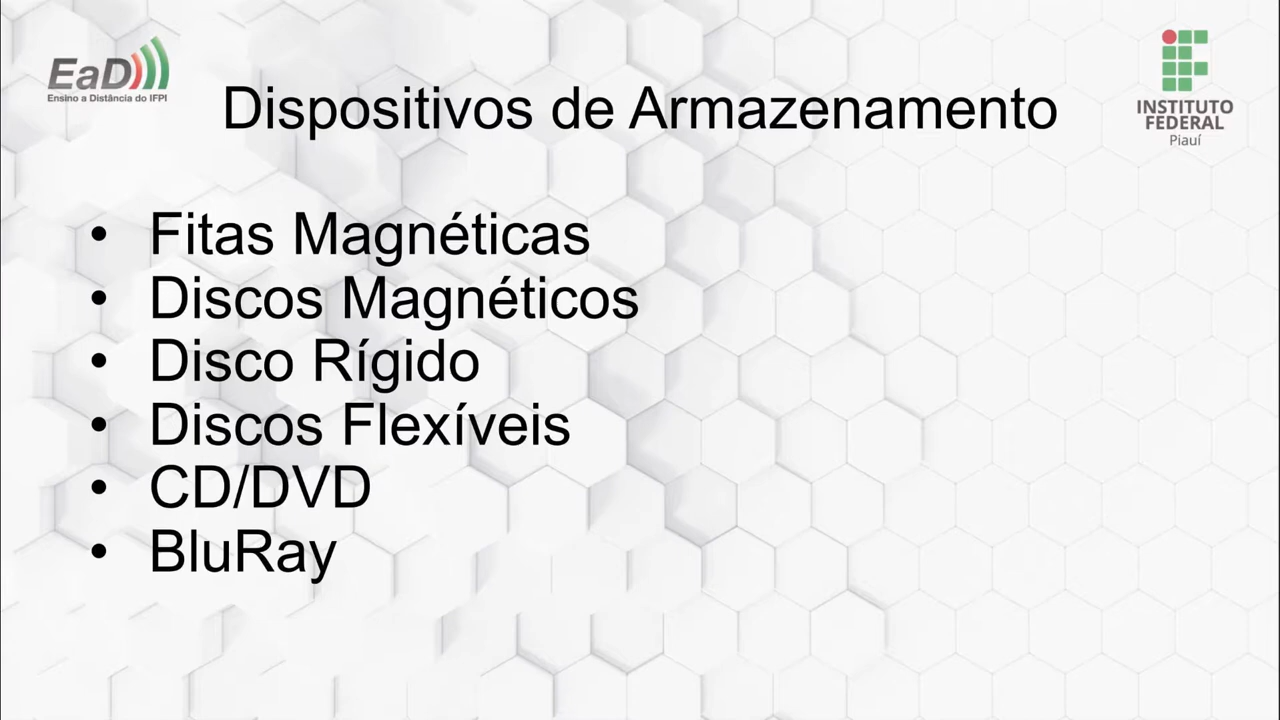 EaD
Ensino a Distância do IFPI
INSTITUTO
FEDERAL
Piauí
Dispositivos de Armazenamento
• Fitas Magnéticas
• Discos Magnéticos
• Disco Rígido
• Discos Flexíveis
• CD/DVD
• BluRay